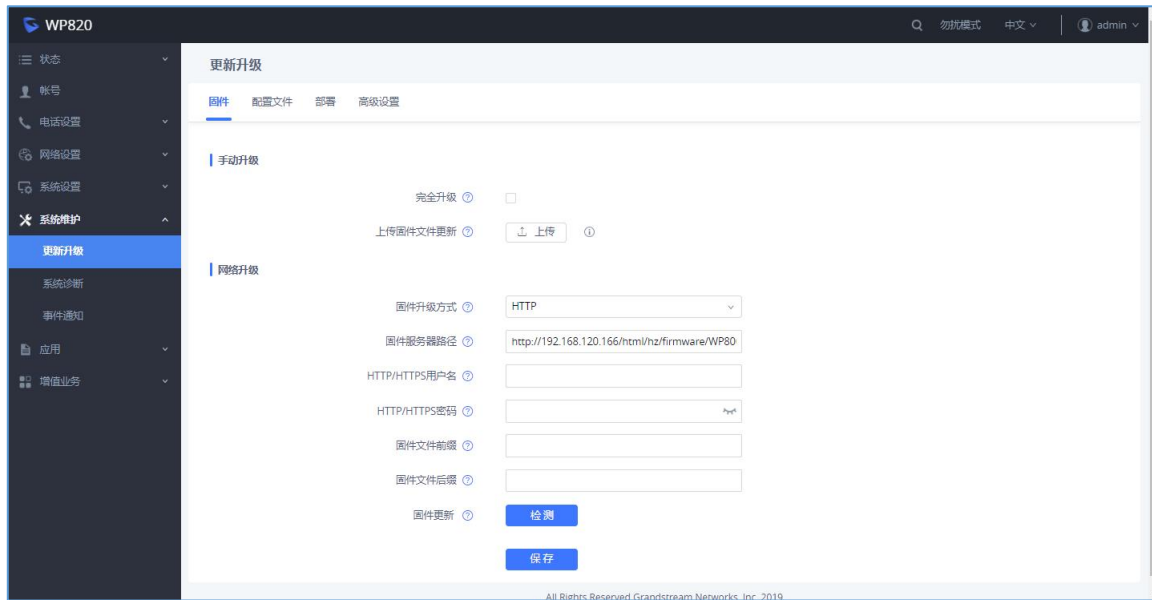 WP820
勿扰模式 中文 admin
状态
帐号
电话设置
网络设置
系统设置
系统维护
更新升级
系统诊断
事件通知
应用
增值业务
更新升级
固件 配置文件 部署 高级设置
手动升级
完全升级
上传固件文件更新 上传
网络升级
固件升级方式 HTTP
固件服务器路径 http://192.168.120.166/html/hz/firmware/WP80
HTTP/HTTPS用户名
HTTP/HTTPS密码
固件文件前缀
固件文件后缀
固件更新 检测
保存
All Rights Reserved Grandstream Networks, Inc. 2019